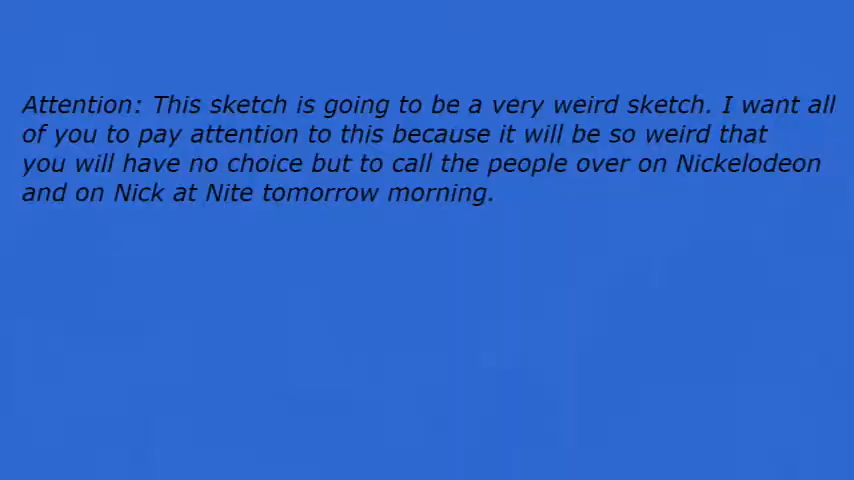 Attention: This sketch is going to be a very weird sketch. I want all
of you to pay attention to this because it will be so weird that
you will have no choice but to call the people over on Nickelodeon
and on Nick at Nite tomorrow morning.